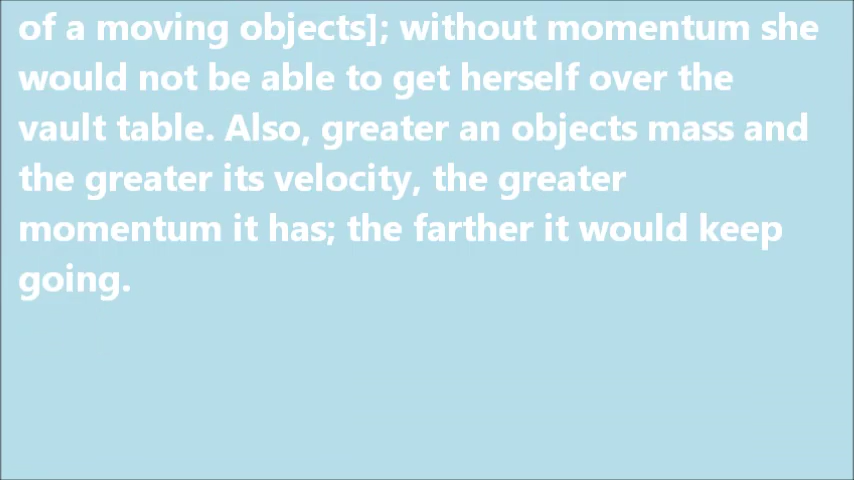 of a moving objects]; without momentum she
would not be able to get herself over the
vault table. Also, greater an objects mass and
the greater its velocity, the greater
momentum it has; the farther it would keep
going.